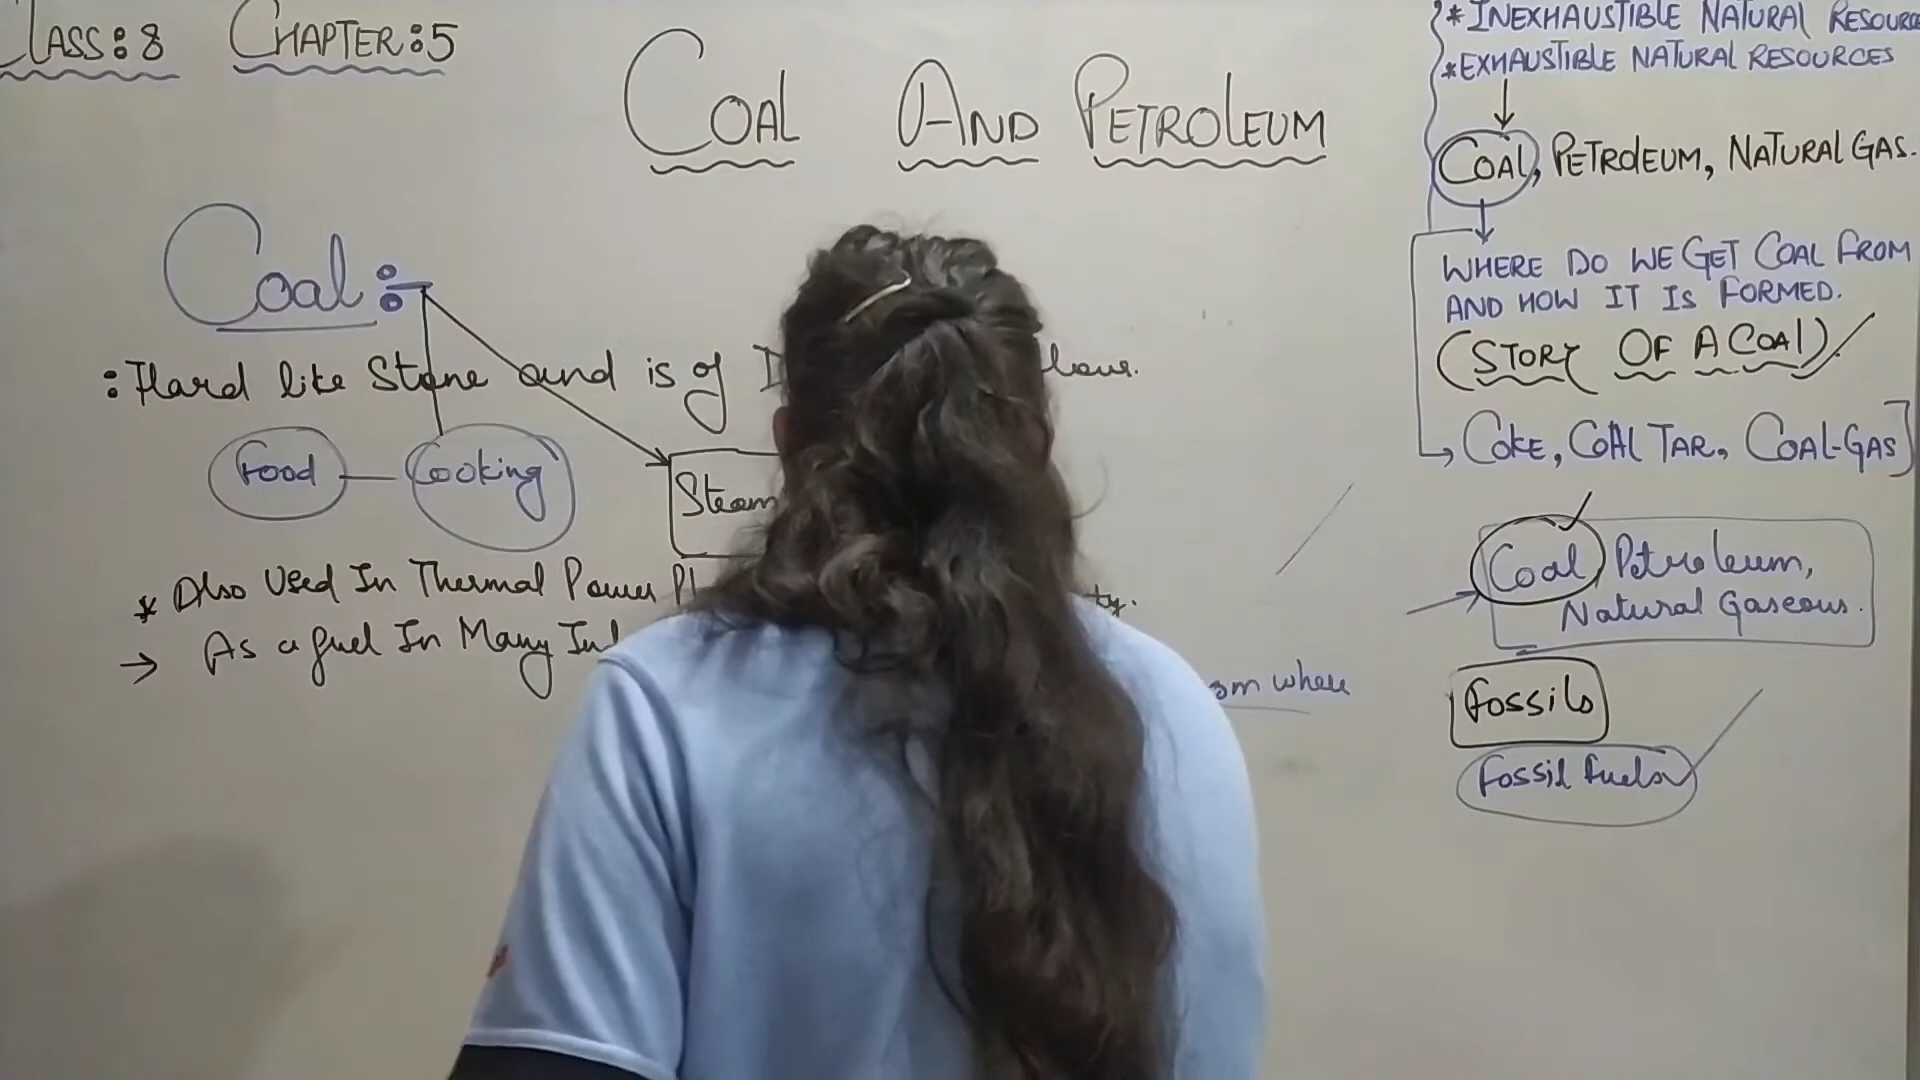 CLASS:8 CHAPTER:5
COAL AND PETROLEUM
Coal:-
: Hard like Stone and is of
Food — Cooking
Steam
* Also Used In Thermal Power
→ As a fuel In Many
where
* INEXHAUSTIBLE NATURAL
* EXHAUSTIBLE NATURAL RESOURCES
COAL, PETROLEUM, NATURAL GAS.
WHERE DO WE GET COAL FROM
AND HOW IT IS FORMED.
(STORY OF A COAL)
COKE, COAL TAR, COAL-GAS]
Coal, Petroleum,
Natural Gaseous.
Fossils
Fossil fuels